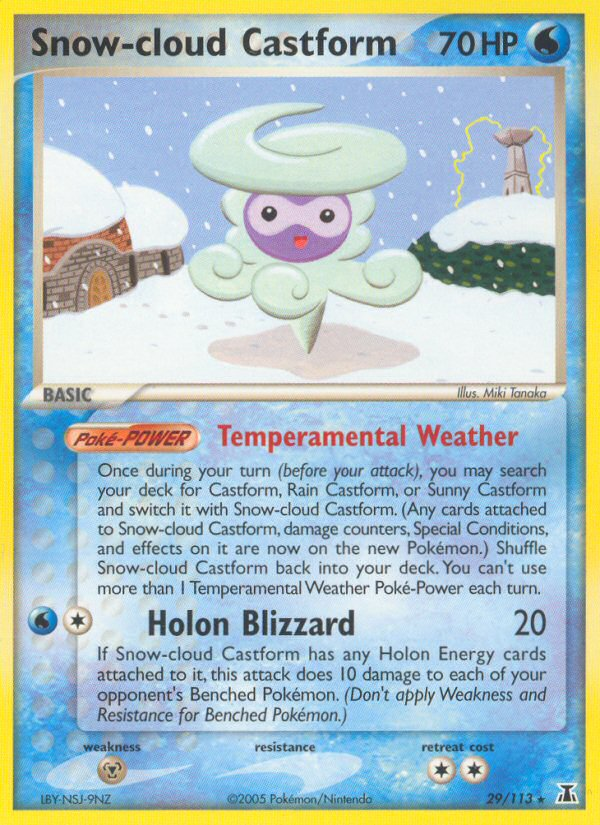 Snow-cloud Castform 70 HP
BASIC
Illus. Miki Tanaka
Poké-POWER Temperamental Weather
Once during your turn (before your attack), you may search
your deck for Castform, Rain Castform, or Sunny Castform
and switch it with Snow-cloud Castform. (Any cards attached
to Snow-cloud Castform, damage counters, Special Conditions,
and effects on it are now on the new Pokémon.) Shuffle
Snow-cloud Castform back into your deck. You can't use
more than 1 Temperamental Weather Poké-Power each turn.
Holon Blizzard 20
If Snow-cloud Castform has any Holon Energy cards
attached to it, this attack does 10 damage to each of your
opponent's Benched Pokémon. (Don't apply Weakness and
Resistance for Benched Pokémon.)
weakness resistance retreat cost
LBY-NSJ-9NZ ©2005 Pokémon/Nintendo 29/113 ★